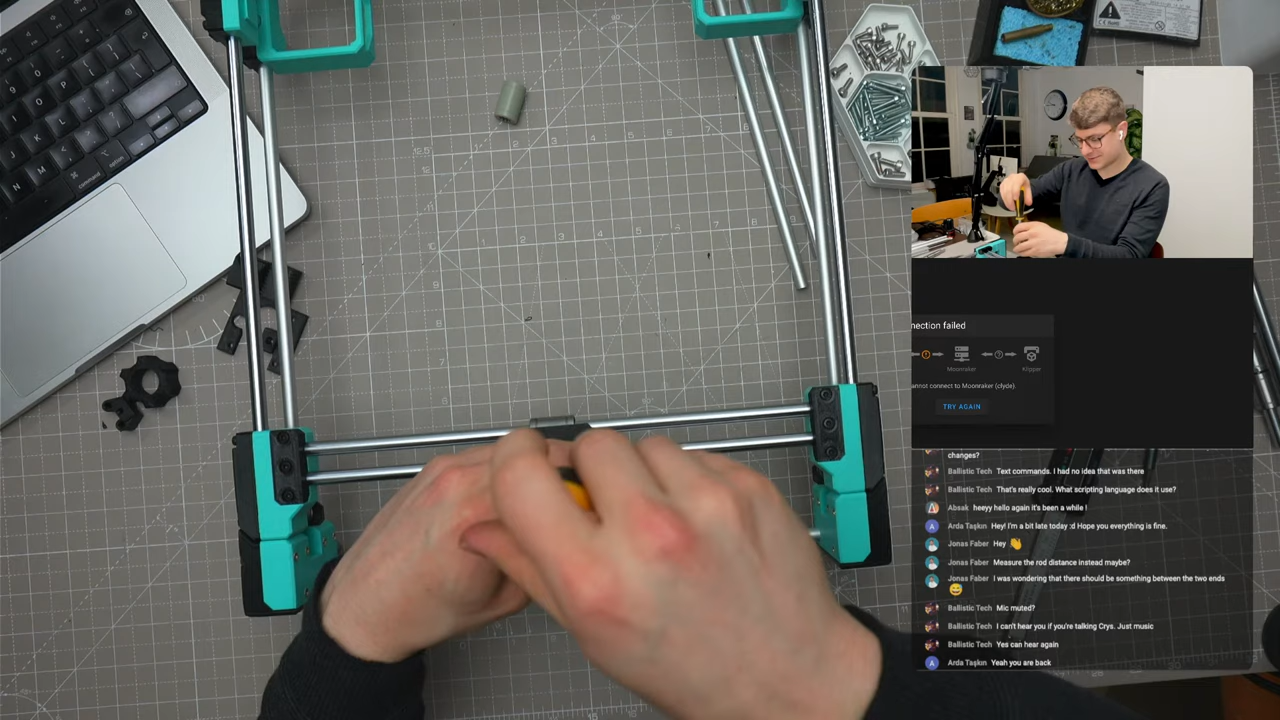 nection failed
Moonraker
Klipper
annot connect to Moonraker (clyde).
TRY AGAIN
changes?
Ballistic Tech Text commands. I had no idea that was there
Ballistic Tech That's really cool. What scripting language does it use?
Absak heeyy hello again it's been a while !
A Arda Taşkın Hey! I'm a bit late today :d Hope you everything is fine.
Jonas Faber Hey 👋
Jonas Faber Measure the rod distance instead maybe?
Jonas Faber I was wondering that there should be something between the two ends
😅
Ballistic Tech Mic muted?
Ballistic Tech I can't hear you if you're talking Crys. Just music
Ballistic Tech Yes can hear again
A Arda Taşkın Yeah you are back